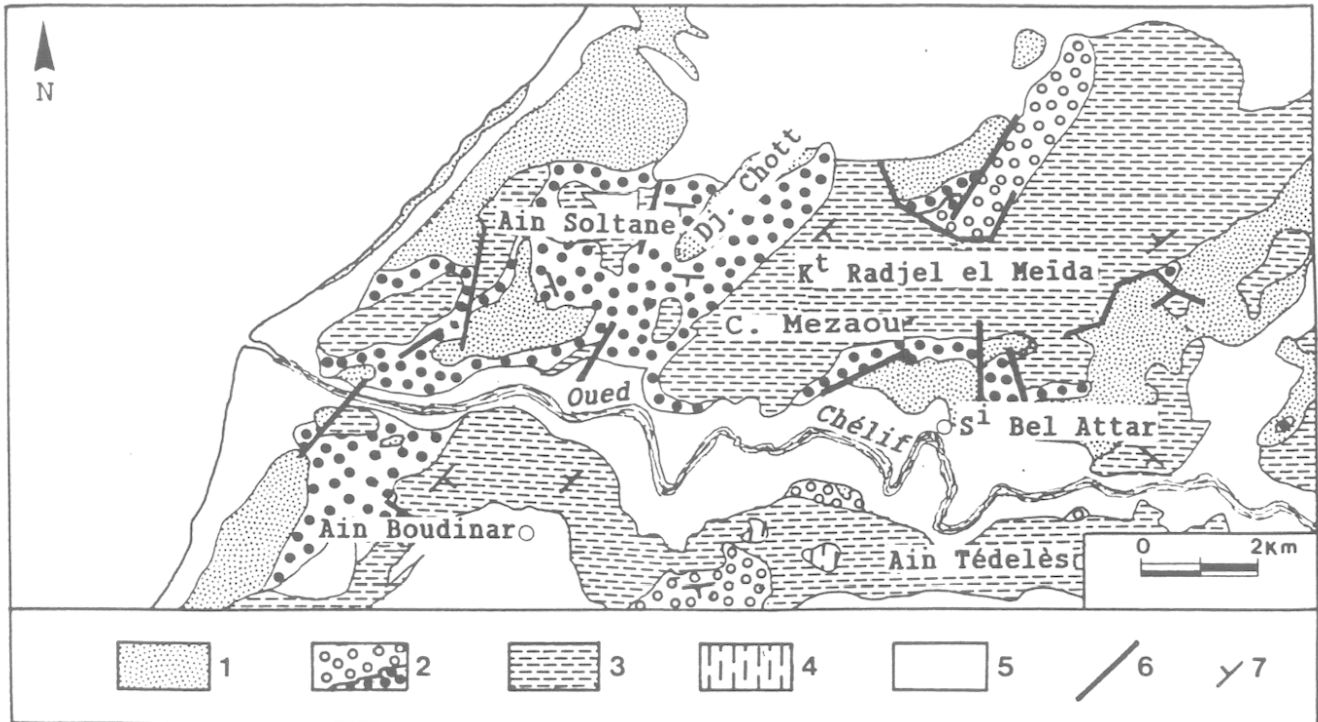 N
Ain Soltane
Dj. Chott
Kᵗ Radjel el Meïda
C. Mezaou
Oued
Chélif
Sⁱ Bel Attar
Ain Boudinar
Ain Tédelès
0 2Km
1 2 3 4 5 6 7